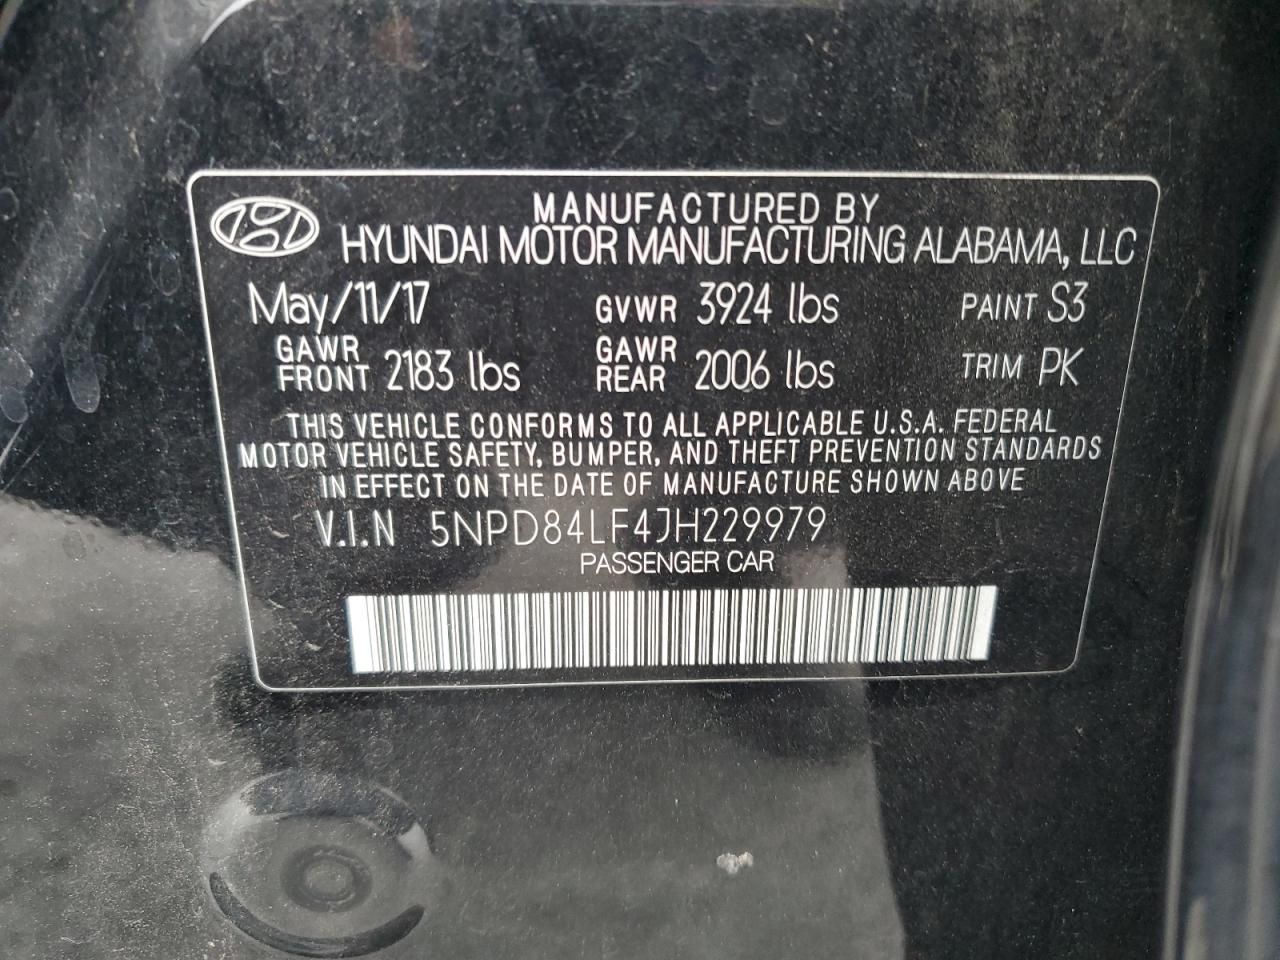 MANUFACTURED BY
HYUNDAI MOTOR MANUFACTURING ALABAMA, LLC
May/11/17 GVWR 3924 lbs PAINT S3
GAWR FRONT 2183 lbs GAWR REAR 2006 lbs TRIM PK
THIS VEHICLE CONFORMS TO ALL APPLICABLE U.S.A. FEDERAL
MOTOR VEHICLE SAFETY, BUMPER, AND THEFT PREVENTION STANDARDS
IN EFFECT ON THE DATE OF MANUFACTURE SHOWN ABOVE
V.I.N 5NPD84LF4JH229979
PASSENGER CAR